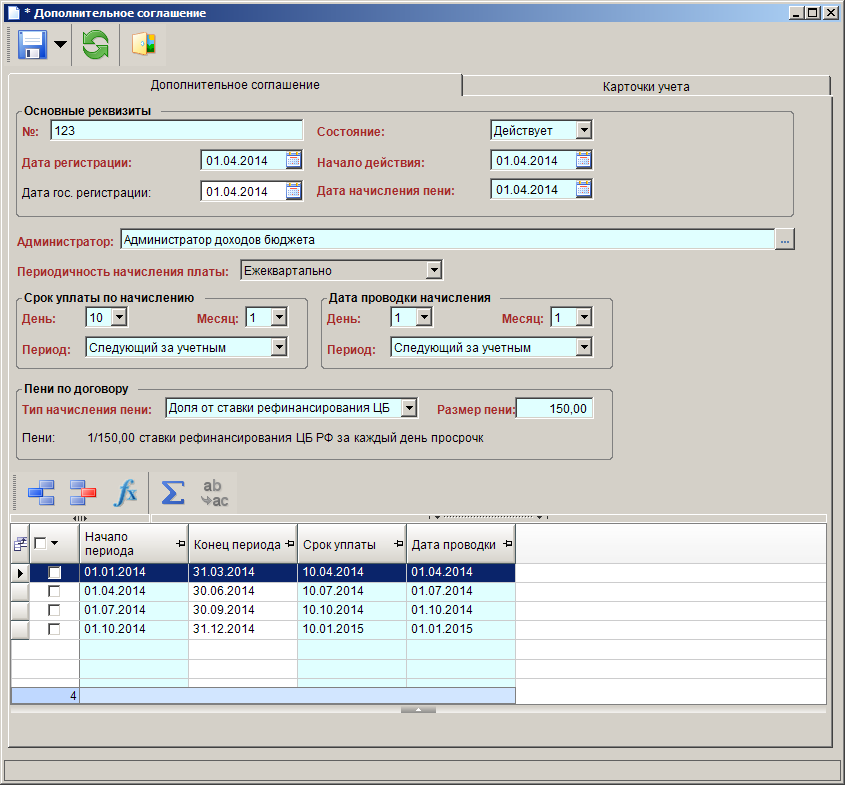 * Дополнительное соглашение
Дополнительное соглашение Карточки учета
Основные реквизиты
№: 123 Состояние: Действует
Дата регистрации: 01.04.2014 Начало действия: 01.04.2014
Дата гос. регистрации: 01.04.2014 Дата начисления пени: 01.04.2014
Администратор: Администратор доходов бюджета ...
Периодичность начисления платы: Ежеквартально
Срок уплаты по начислению Дата проводки начисления
День: 10 Месяц: 1 День: 1 Месяц: 1
Период: Следующий за учетным Период: Следующий за учетным
Пени по договору
Тип начисления пени: Доля от ставки рефинансирования ЦБ Размер пени: 150,00
Пени: 1/150,00 ставки рефинансирования ЦБ РФ за каждый день просрочк
fx Σ ab ac
Начало периода Конец периода Срок уплаты Дата проводки
01.01.2014 31.03.2014 10.04.2014 01.04.2014
01.04.2014 30.06.2014 10.07.2014 01.07.2014
01.07.2014 30.09.2014 10.10.2014 01.10.2014
01.10.2014 31.12.2014 10.01.2015 01.01.2015
4